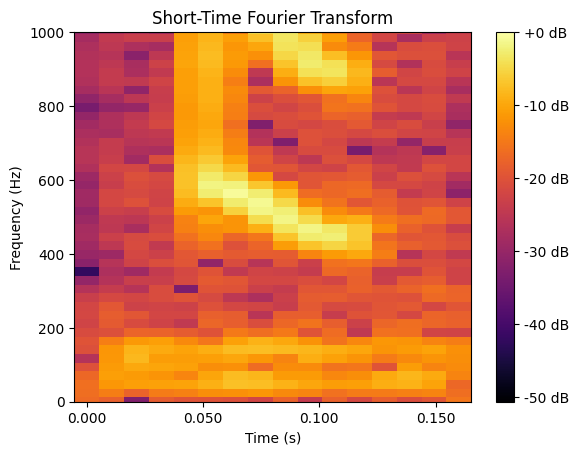 Short-Time Fourier Transform
1000
800
600
400
200
0
Frequency (Hz)
0.000
0.050
0.100
0.150
Time (s)
+0 dB
-10 dB
-20 dB
-30 dB
-40 dB
-50 dB